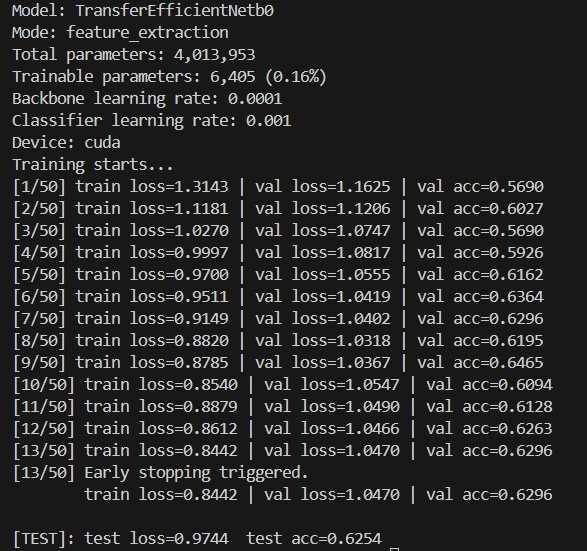 Model: TransferEfficientNetb0
Mode: feature_extraction
Total parameters: 4,013,953
Trainable parameters: 6,405 (0.16%)
Backbone learning rate: 0.0001
Classifier learning rate: 0.001
Device: cuda
Training starts...
[1/50] train loss=1.3143 | val loss=1.1625 | val acc=0.5690
[2/50] train loss=1.1181 | val loss=1.1206 | val acc=0.6027
[3/50] train loss=1.0270 | val loss=1.0747 | val acc=0.5690
[4/50] train loss=0.9997 | val loss=1.0817 | val acc=0.5926
[5/50] train loss=0.9700 | val loss=1.0555 | val acc=0.6162
[6/50] train loss=0.9511 | val loss=1.0419 | val acc=0.6364
[7/50] train loss=0.9149 | val loss=1.0402 | val acc=0.6296
[8/50] train loss=0.8820 | val loss=1.0318 | val acc=0.6195
[9/50] train loss=0.8785 | val loss=1.0367 | val acc=0.6465
[10/50] train loss=0.8540 | val loss=1.0547 | val acc=0.6094
[11/50] train loss=0.8879 | val loss=1.0490 | val acc=0.6128
[12/50] train loss=0.8612 | val loss=1.0466 | val acc=0.6263
[13/50] train loss=0.8442 | val loss=1.0470 | val acc=0.6296
[13/50] Early stopping triggered.
train loss=0.8442 | val loss=1.0470 | val acc=0.6296
[TEST]: test loss=0.9744  test acc=0.6254